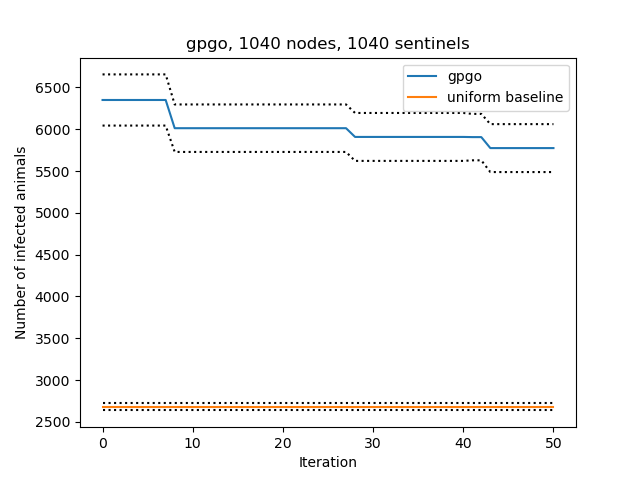 gpgo, 1040 nodes, 1040 sentinels
gpgo
uniform baseline
Number of infected animals
6500
6000
5500
5000
4500
4000
3500
3000
2500
0 10 20 30 40 50
Iteration